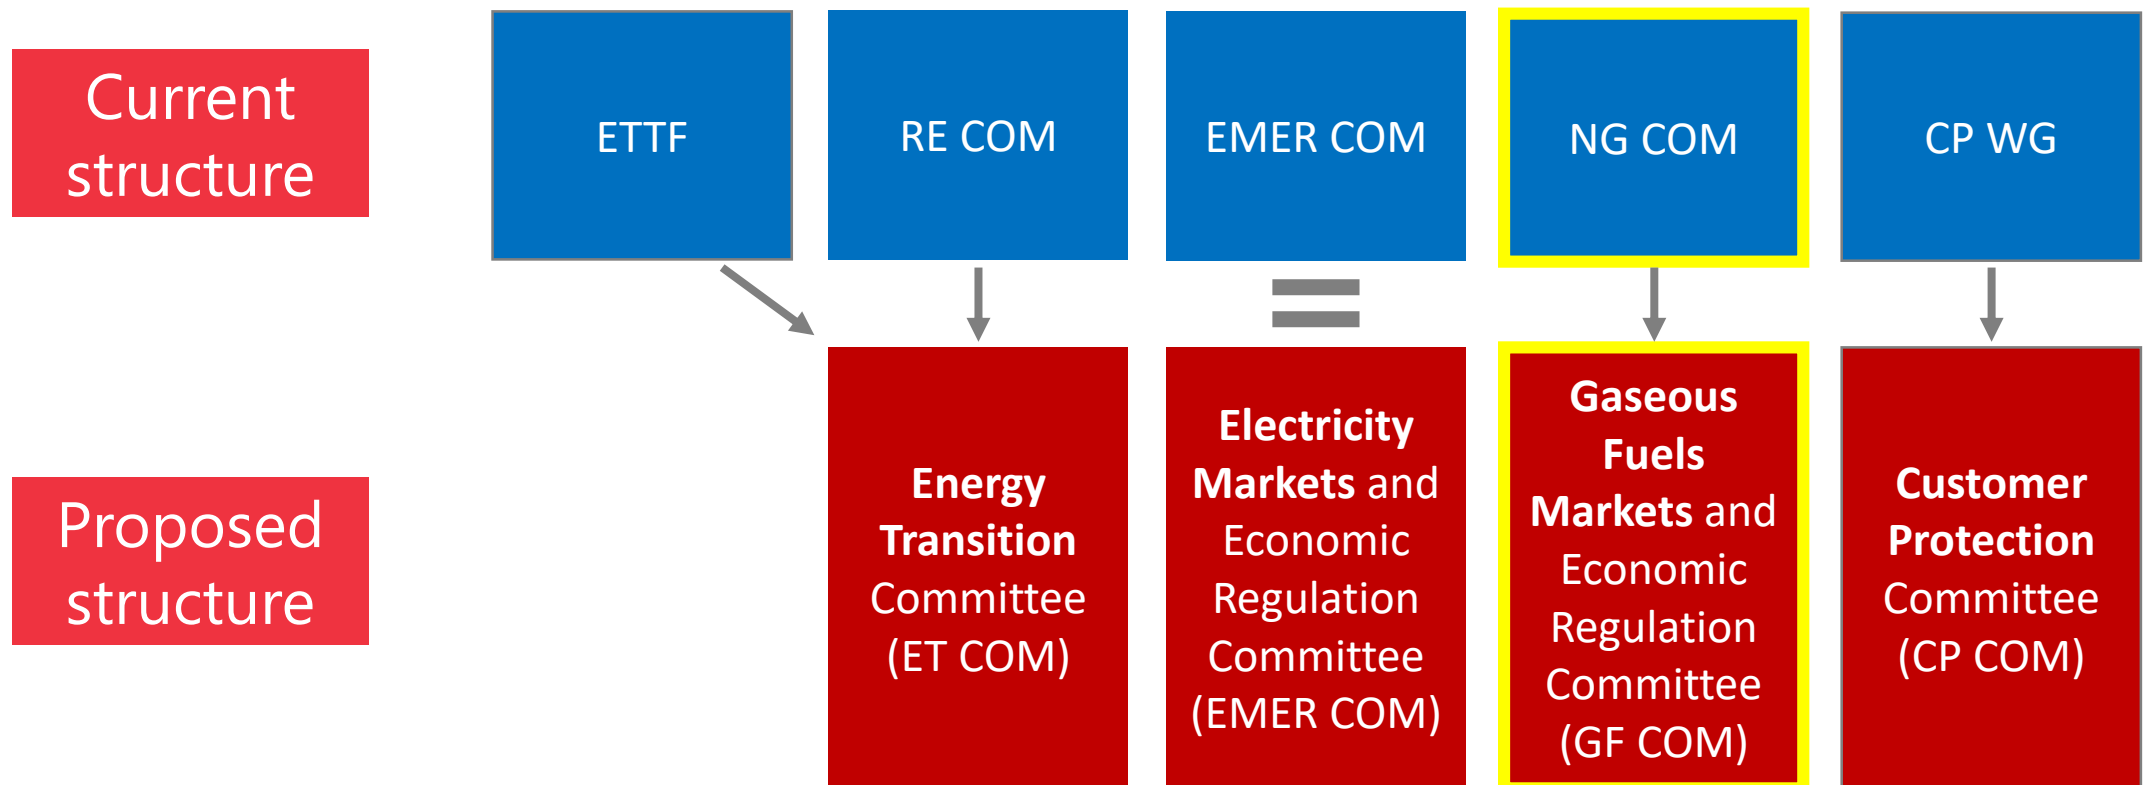 Current
structure
ETTF
RE COM
EMER COM
NG COM
CP WG
Proposed
structure
Energy
Transition
Committee
(ET COM)
Electricity
Markets and
Economic
Regulation
Committee
(EMER COM)
Gaseous
Fuels
Markets and
Economic
Regulation
Committee
(GF COM)
Customer
Protection
Committee
(CP COM)